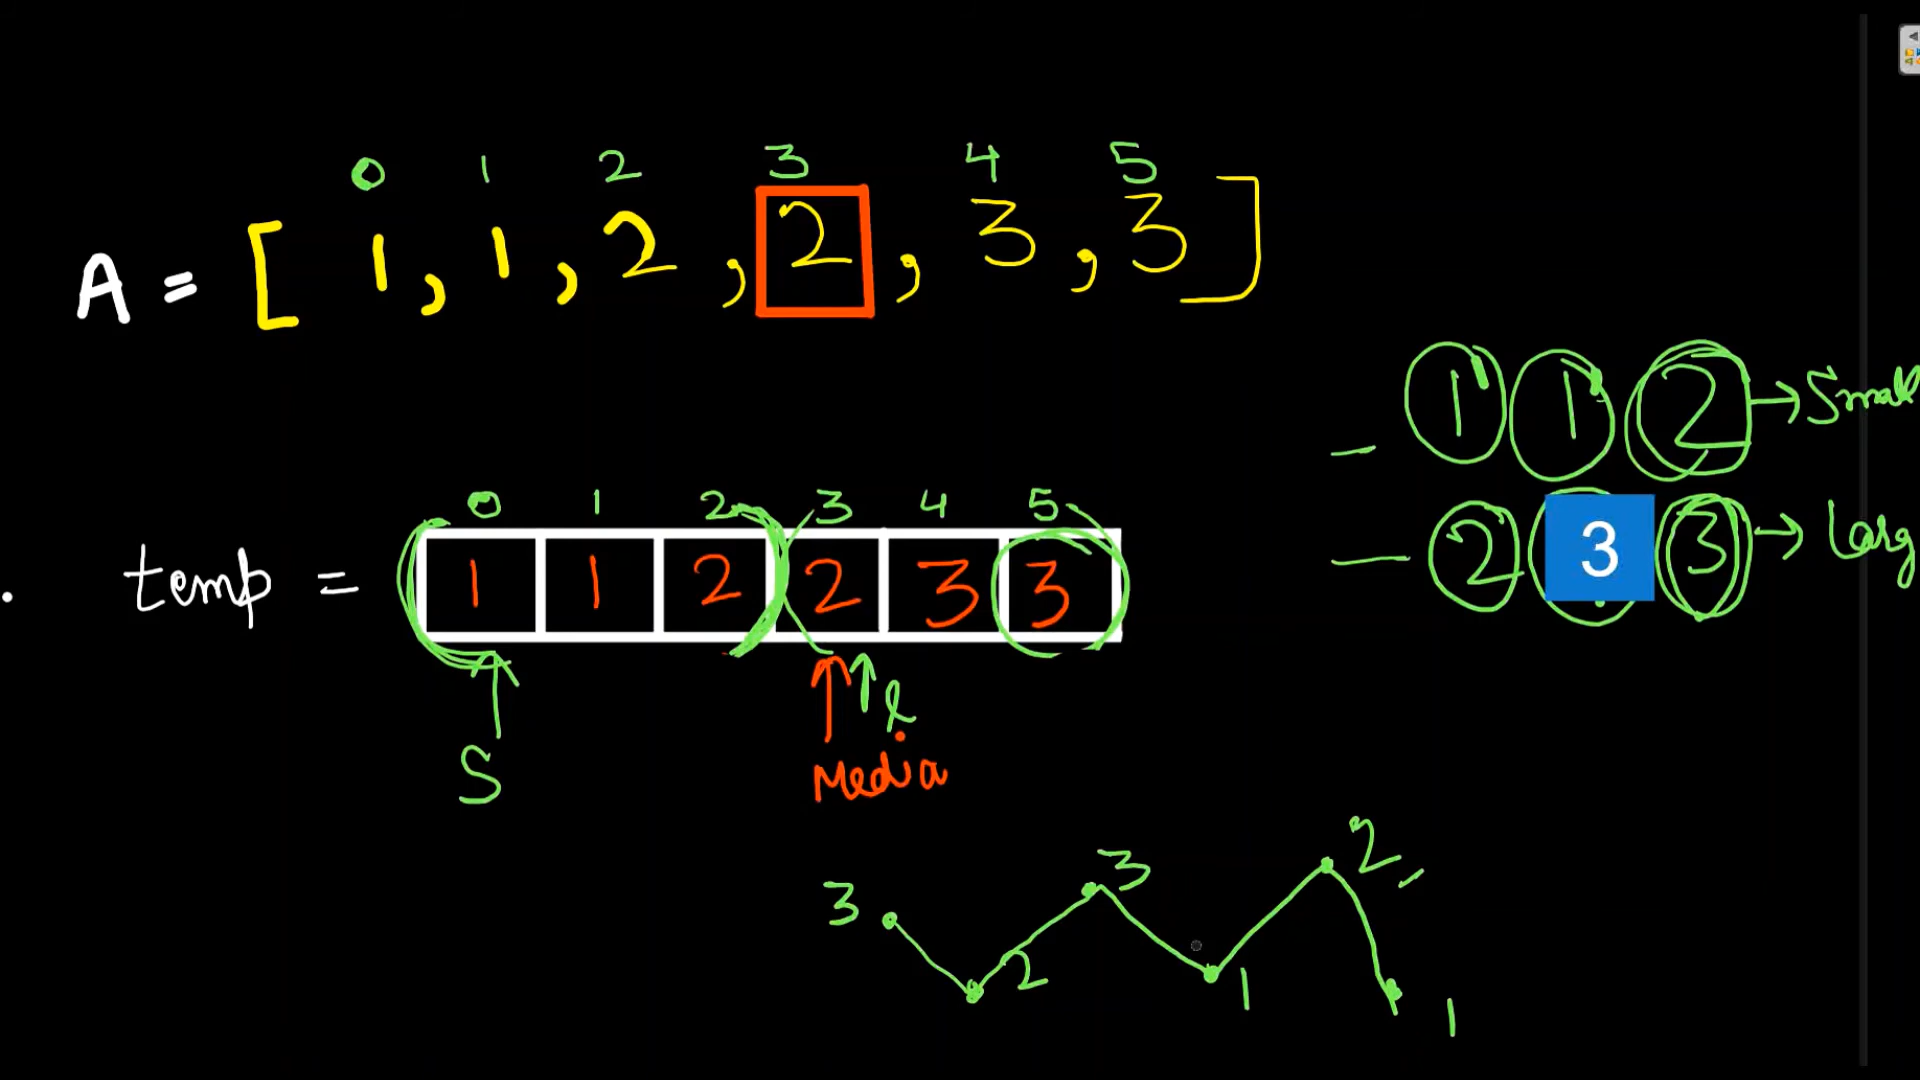 0 1 2 3 4 5
A = [ 1 , 1 , 2 , 2 , 3 , 3 ]
1 1 2 → Small
- 2 3 3 → larg
0 1 2 3 4 5
temp = 1 1 2 2 3 3
S l
Media
3 2 3 1 2 1